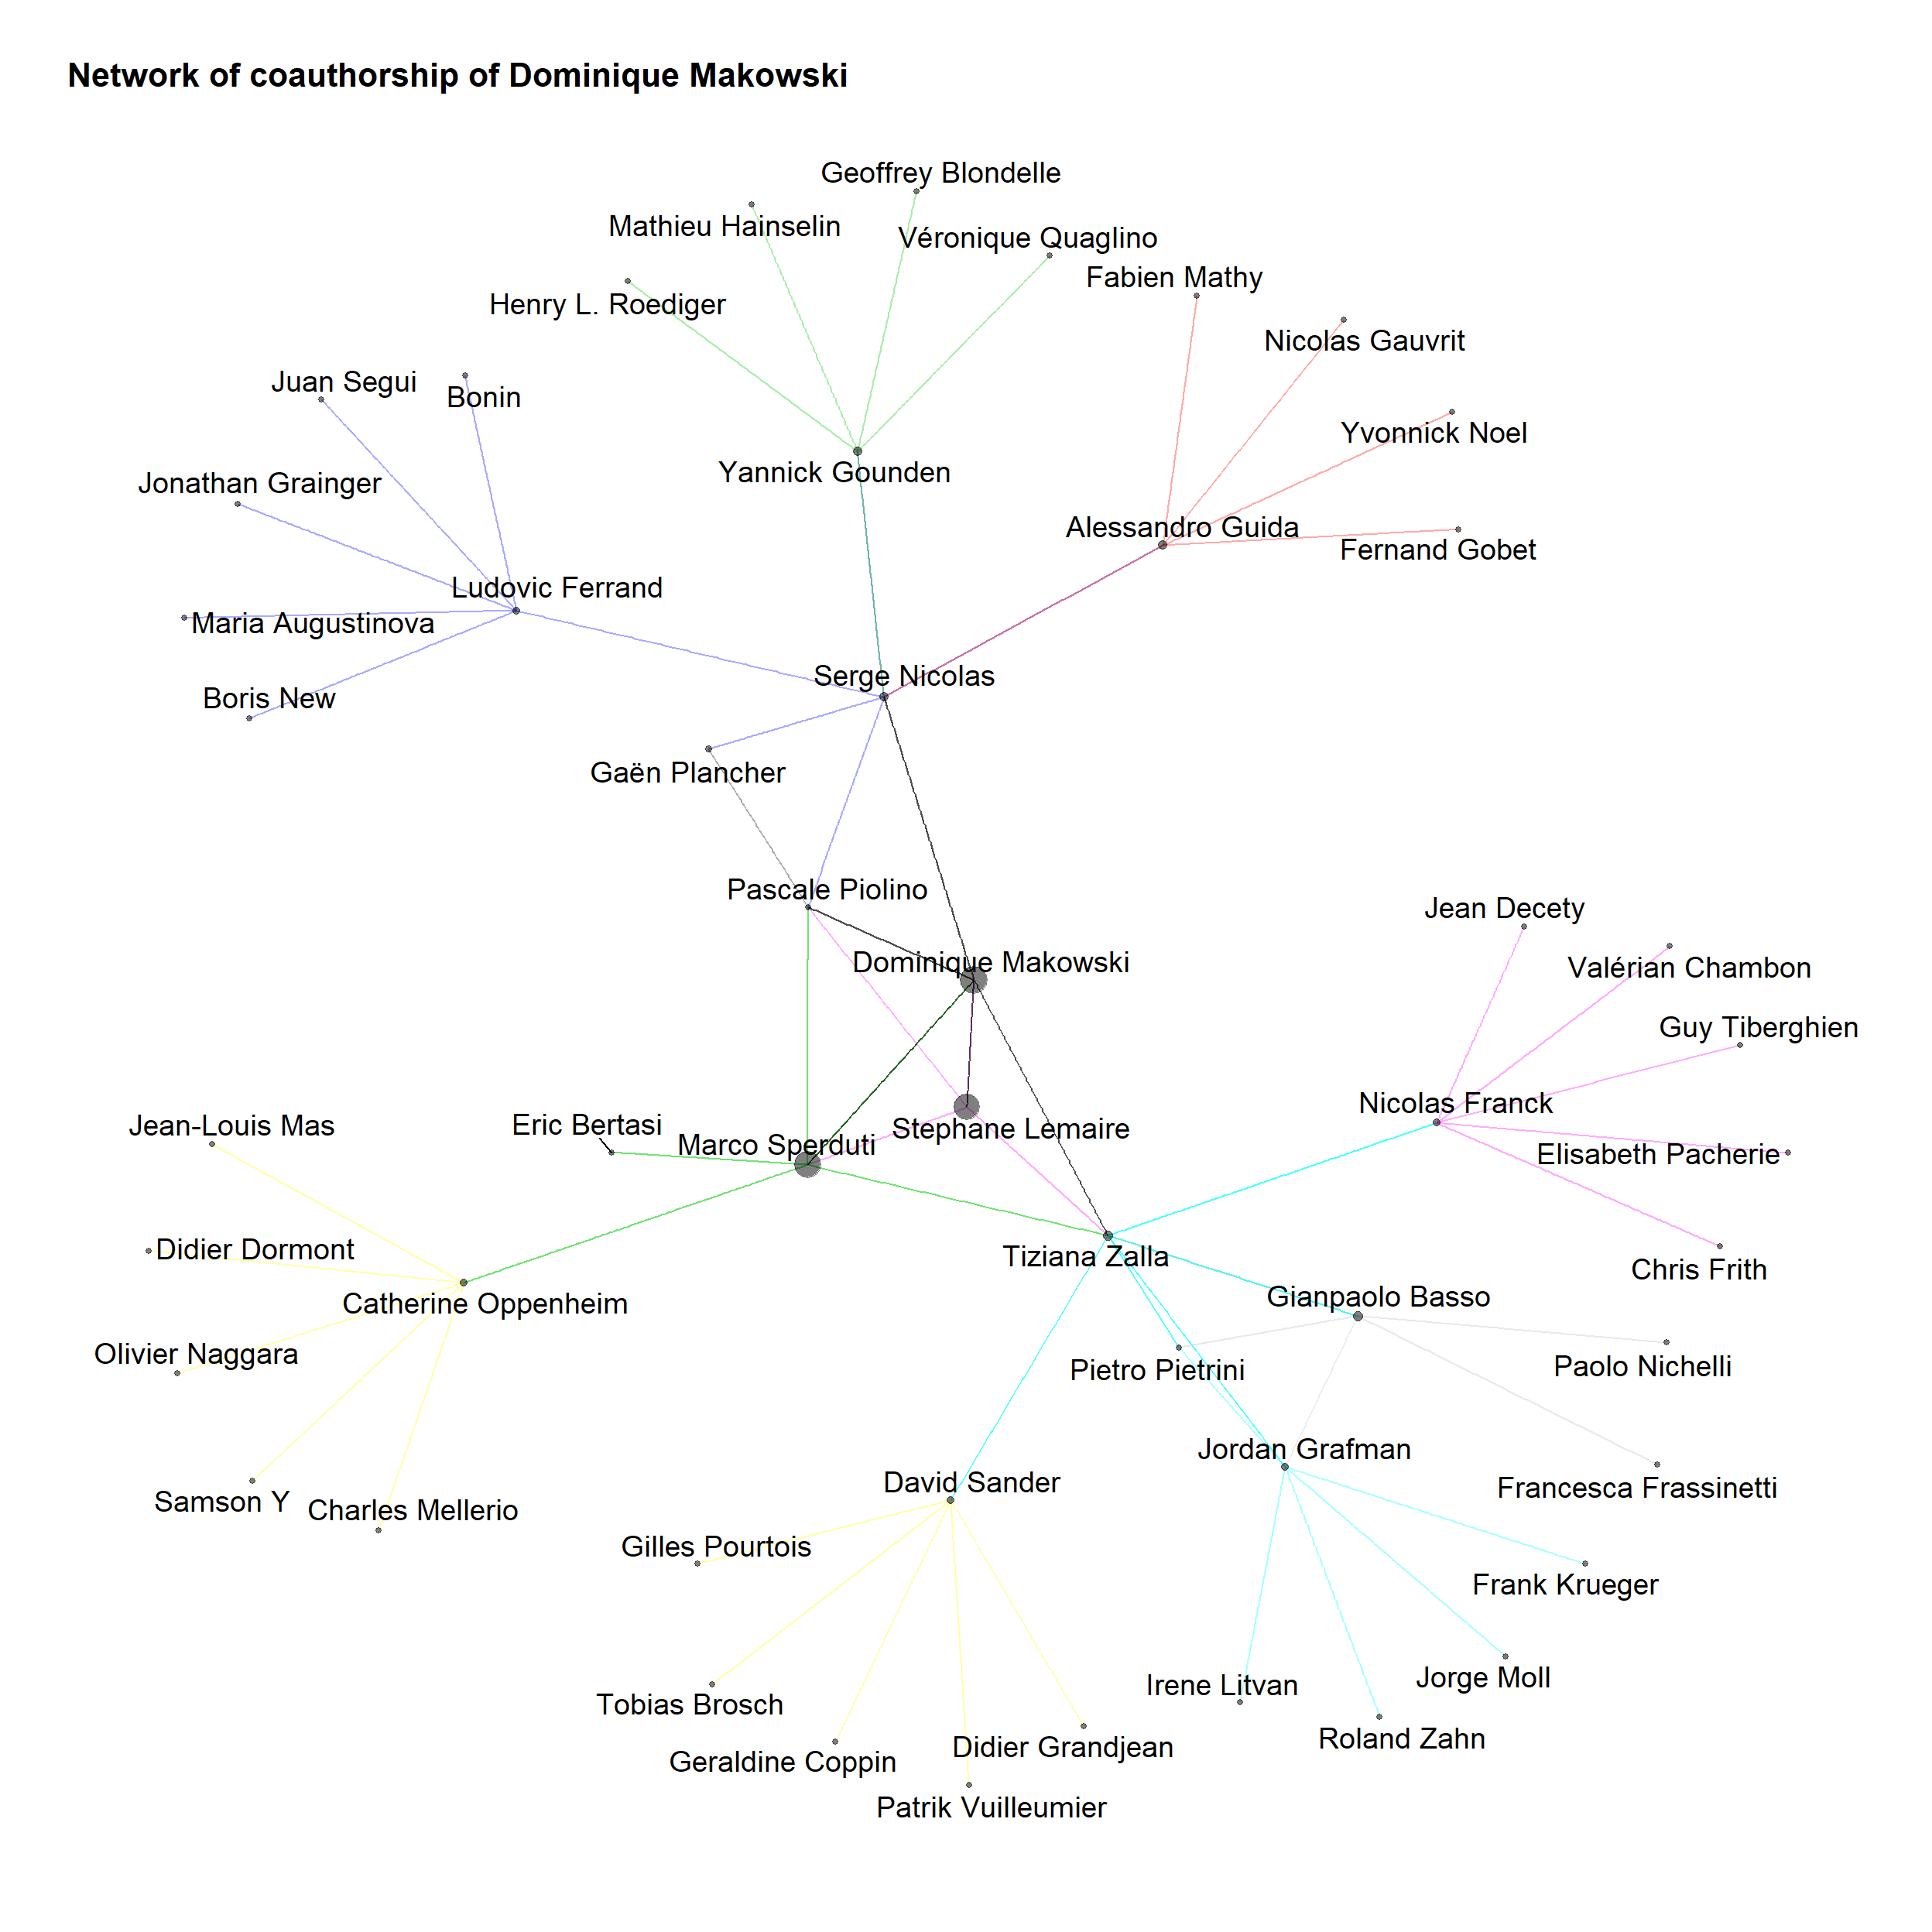 Network of coauthorship of Dominique Makowski
Geoffrey Blondelle
Mathieu Hainselin
Véronique Quaglino
Fabien Mathy
Henry L. Roediger
Nicolas Gauvrit
Juan Segui
Bonin
Yvonnick Noel
Yannick Gounden
Jonathan Grainger
Alessandro Guida
Fernand Gobet
Ludovic Ferrand
Maria Augustinova
Serge Nicolas
Boris New
Gaën Plancher
Pascale Piolino
Jean Decety
Dominique Makowski
Valérian Chambon
Guy Tiberghien
Nicolas Franck
Jean-Louis Mas
Eric Bertasi
Stephane Lemaire
Marco Sperduti
Elisabeth Pacherie
Didier Dormont
Tiziana Zalla
Chris Frith
Gianpaolo Basso
Catherine Oppenheim
Olivier Naggara
Paolo Nichelli
Pietro Pietrini
Jordan Grafman
David Sander
Francesca Frassinetti
Samson Y
Charles Mellerio
Gilles Pourtois
Frank Krueger
Jorge Moll
Irene Litvan
Tobias Brosch
Roland Zahn
Didier Grandjean
Geraldine Coppin
Patrik Vuilleumier